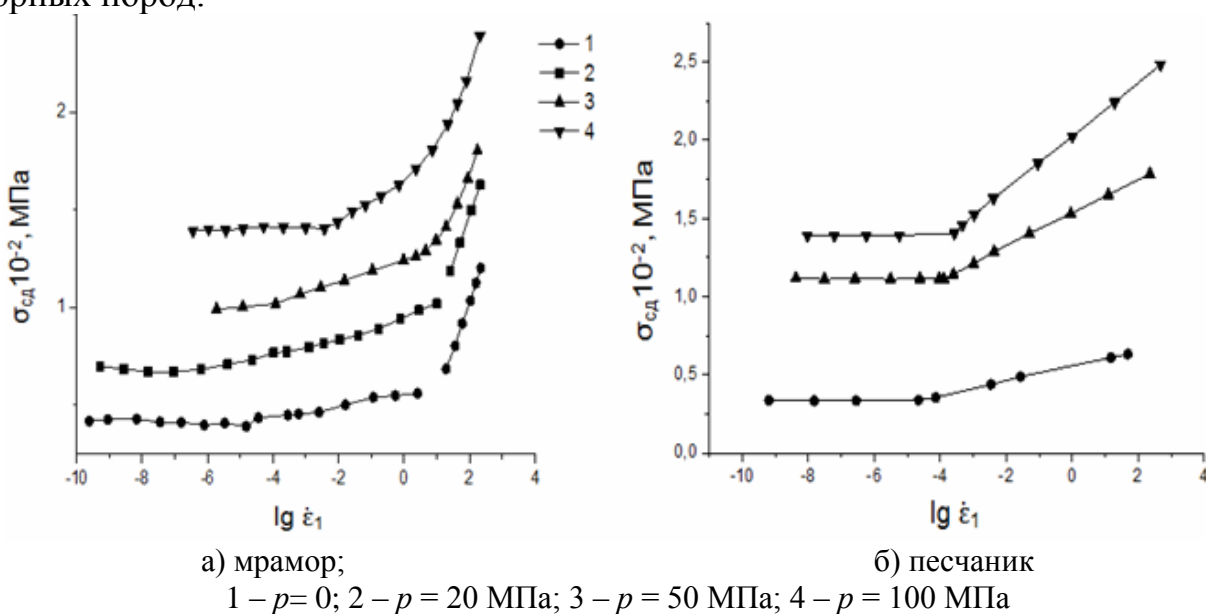 орных пород.
1
2
3
4
2
1
σсд10⁻², МПа
-10 -8 -6 -4 -2 0 2 4
lg ε̇₁
2,5
2,0
1,5
1,0
0,5
0,0
σсд10⁻², МПа
-10 -8 -6 -4 -2 0 2 4
lg ε̇₁
а) мрамор; б) песчаник
1 – p= 0; 2 – p = 20 МПа; 3 – p = 50 МПа; 4 – p = 100 МПа